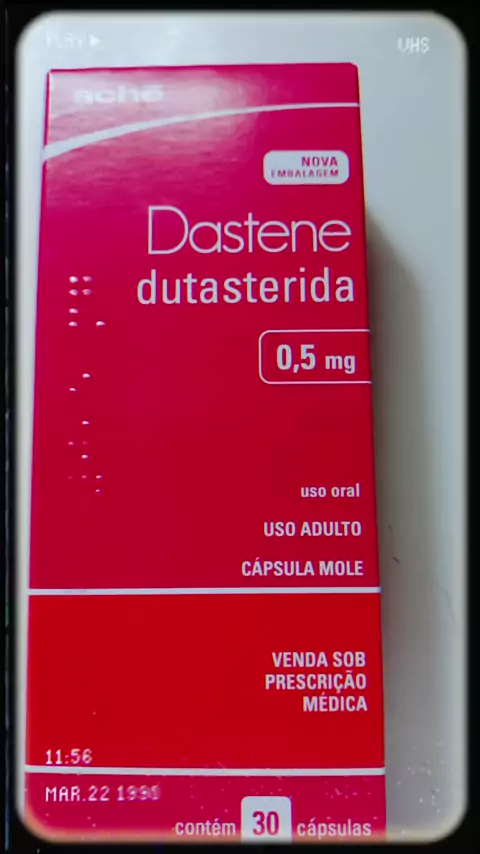 PLAY
VHS
aché
NOVA
EMBALAGEM
Dastene
dutasterida
0,5 mg
uso oral
USO ADULTO
CÁPSULA MOLE
VENDA SOB
PRESCRIÇÃO
MÉDICA
11:56
MAR.22 1990
contém 30 cápsulas